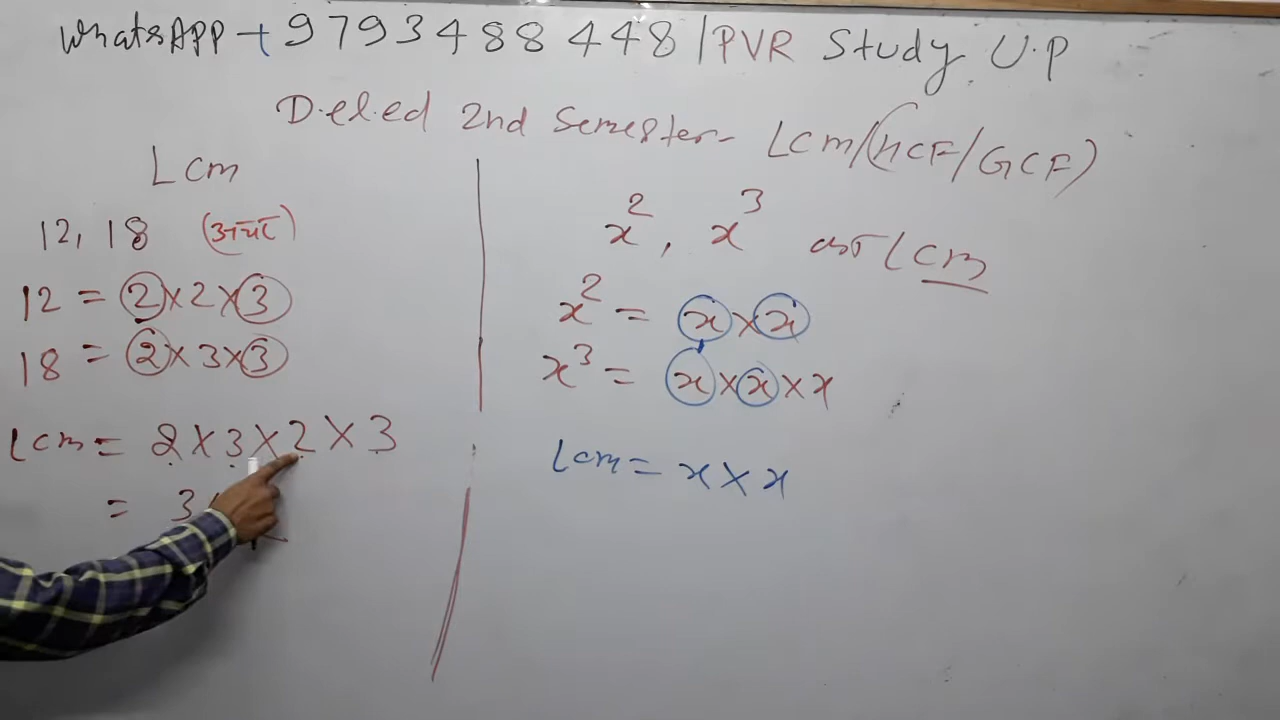 WhatsAPP - +9793488448 | PVR Study U.P
D.el.ed 2nd Semester- Lcm/(HCF/GCF)
Lcm
12, 18 (अभाज्य)
12 = 2×2×3
18 = 2×3×3
Lcm = 2×3×2×3
= 3
x², x³ का Lcm
x² = x×x
x³ = x×x×x
Lcm = x×x